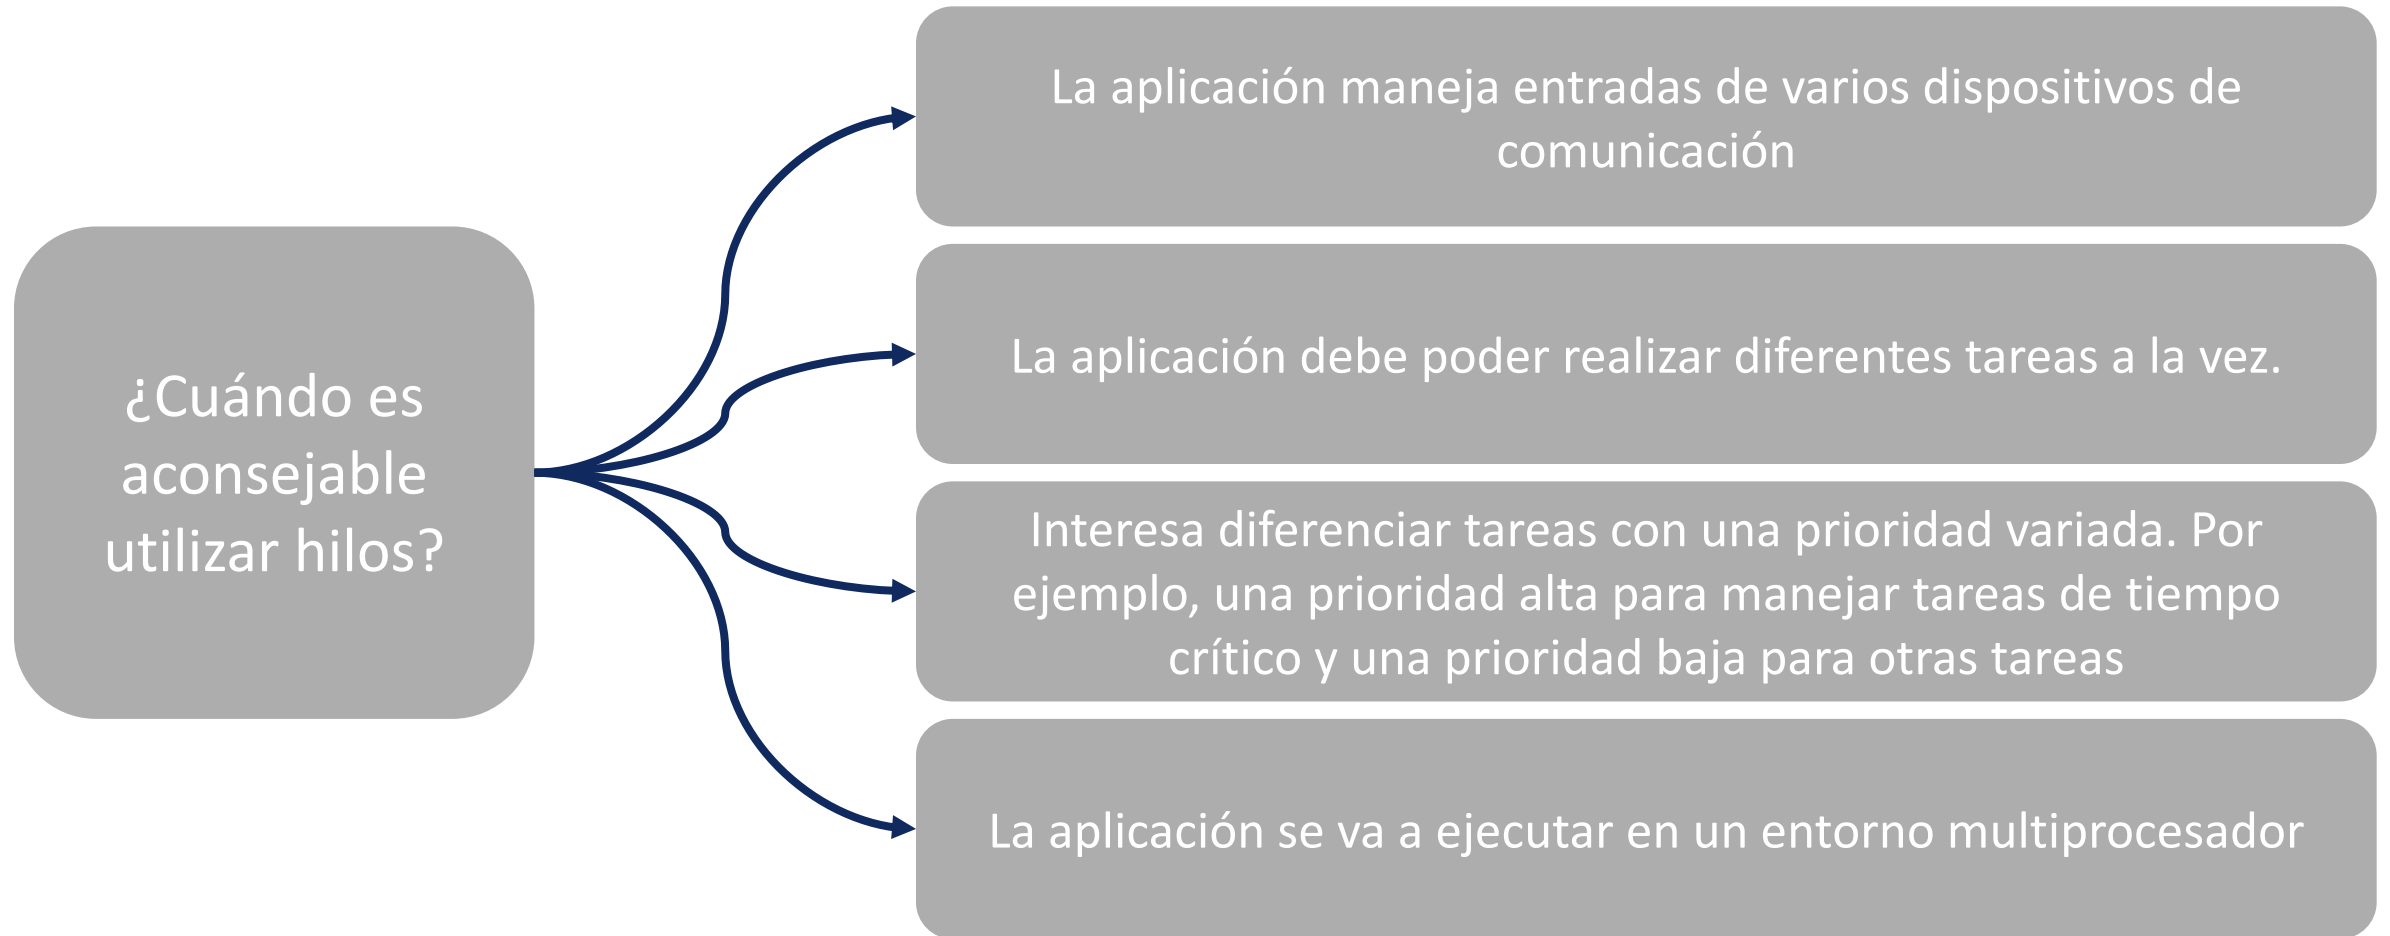 ¿Cuándo es
aconsejable
utilizar hilos?
La aplicación maneja entradas de varios dispositivos de
comunicación
La aplicación debe poder realizar diferentes tareas a la vez.
Interesa diferenciar tareas con una prioridad variada. Por
ejemplo, una prioridad alta para manejar tareas de tiempo
crítico y una prioridad baja para otras tareas
La aplicación se va a ejecutar en un entorno multiprocesador